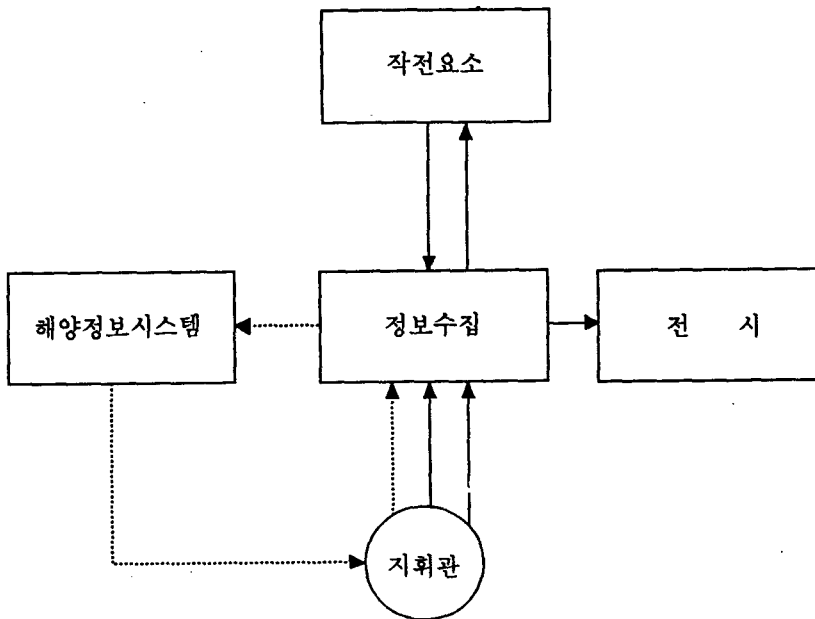 작전요소
해양정보시스템
정보수집
전 시
지휘관